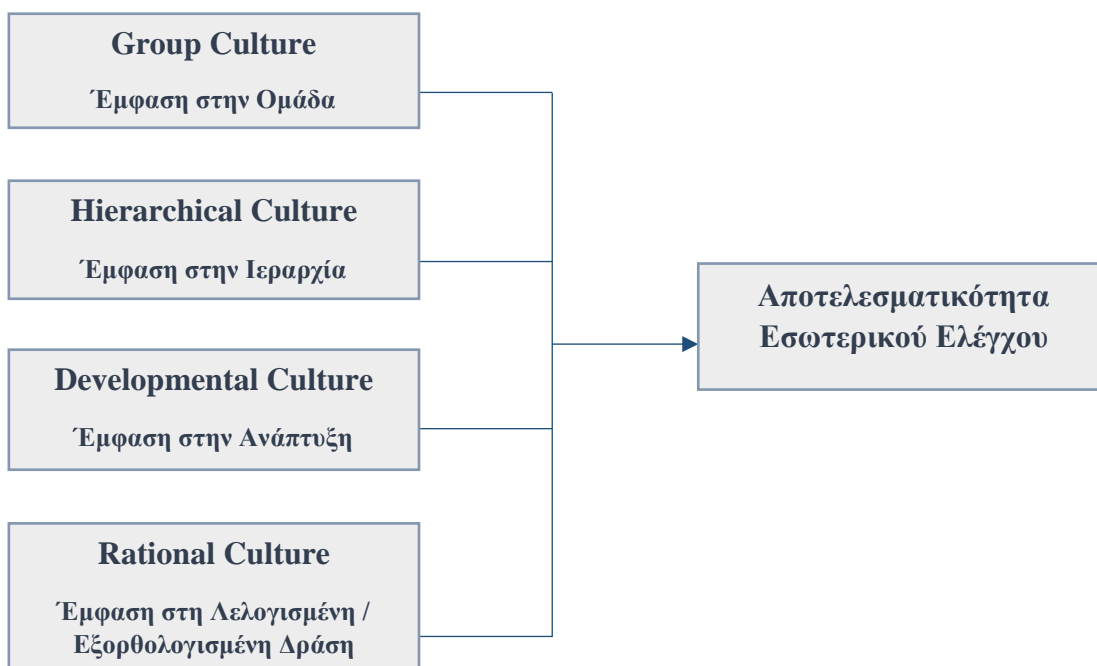 Group Culture
Έμφαση στην Ομάδα
Hierarchical Culture
Έμφαση στην Ιεραρχία
Developmental Culture
Έμφαση στην Ανάπτυξη
Rational Culture
Έμφαση στη Λελογισμένη /
Εξορθολογισμένη Δράση
Αποτελεσματικότητα
Εσωτερικού Ελέγχου